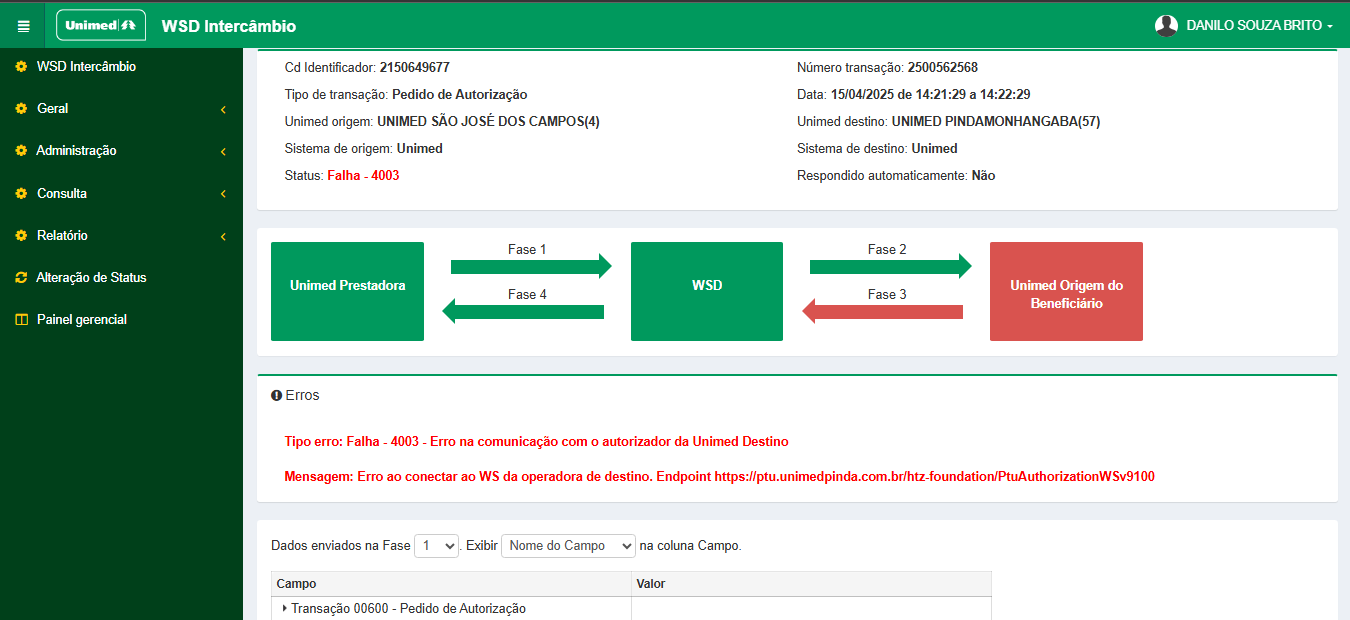 Unimed
WSD Intercâmbio
DANILO SOUZA BRITO
WSD Intercâmbio
Geral
Administração
Consulta
Relatório
Alteração de Status
Painel gerencial
Cd Identificador: 2150649677
Número transação: 2500562568
Tipo de transação: Pedido de Autorização
Data: 15/04/2025 de 14:21:29 a 14:22:29
Unimed origem: UNIMED SÃO JOSÉ DOS CAMPOS(4)
Unimed destino: UNIMED PINDAMONHANGABA(57)
Sistema de origem: Unimed
Sistema de destino: Unimed
Status: Falha - 4003
Respondido automaticamente: Não
Unimed Prestadora
Fase 1
Fase 4
WSD
Fase 2
Fase 3
Unimed Origem do
Beneficiário
Erros
Tipo erro: Falha - 4003 - Erro na comunicação com o autorizador da Unimed Destino
Mensagem: Erro ao conectar ao WS da operadora de destino. Endpoint https://ptu.unimedpinda.com.br/htz-foundation/PtuAuthorizationWSv9100
Dados enviados na Fase 1 . Exibir Nome do Campo na coluna Campo.
Campo Valor
Transação 00600 - Pedido de Autorização